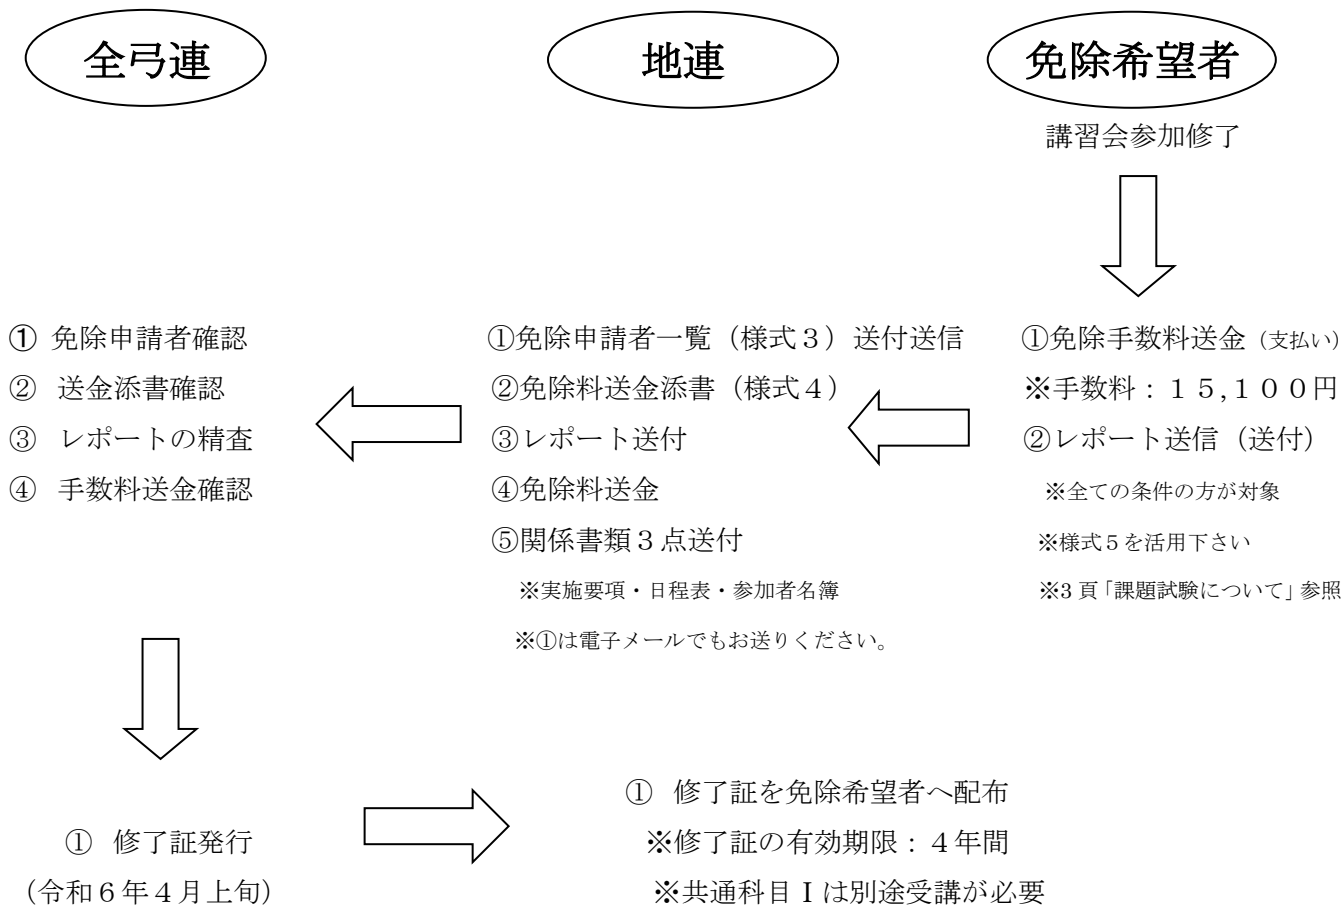 全弓連
地連
免除希望者
講習会参加修了
① 免除申請者確認
② 送金添書確認
③ レポートの精査
④ 手数料送金確認
①免除申請者一覧（様式３）送付送信
②免除料送金添書（様式４）
③レポート送付
④免除料送金
⑤関係書類３点送付
※実施要項・日程表・参加者名簿
※①は電子メールでもお送りください。
①免除手数料送金（支払い）
※手数料：１５,１００円
②レポート送信（送付）
※全ての条件の方が対象
※様式５を活用下さい
※3 頁「課題試験について」参照
① 修了証発行
（令和６年４月上旬）
① 修了証を免除希望者へ配布
※修了証の有効期限：４年間
※共通科目Ⅰは別途受講が必要